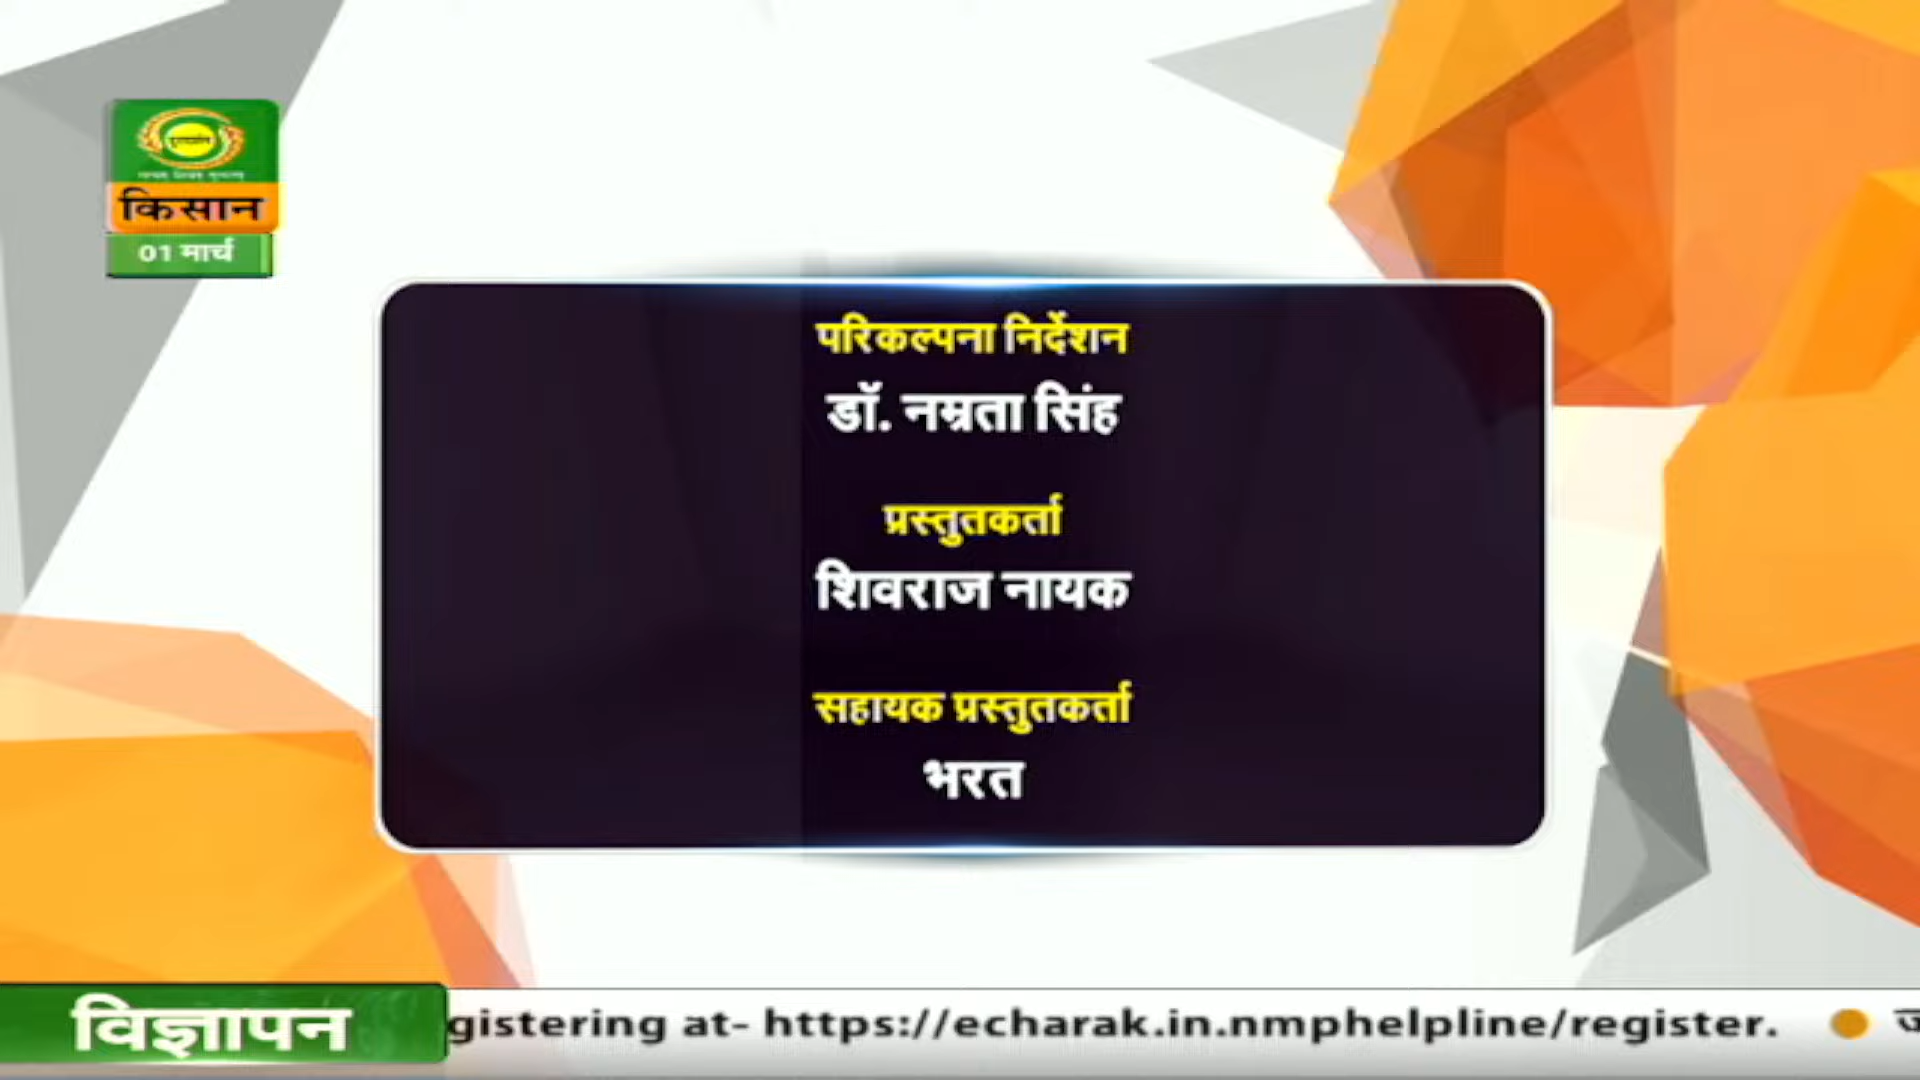 किसान
01 मार्च
परिकल्पना निर्देशन
डॉ. नम्रता सिंह
प्रस्तुतकर्ता
शिवराज नायक
सहायक प्रस्तुतकर्ता
भरत
विज्ञापन
gistering at- https://echarak.in.nmphelpline/register.